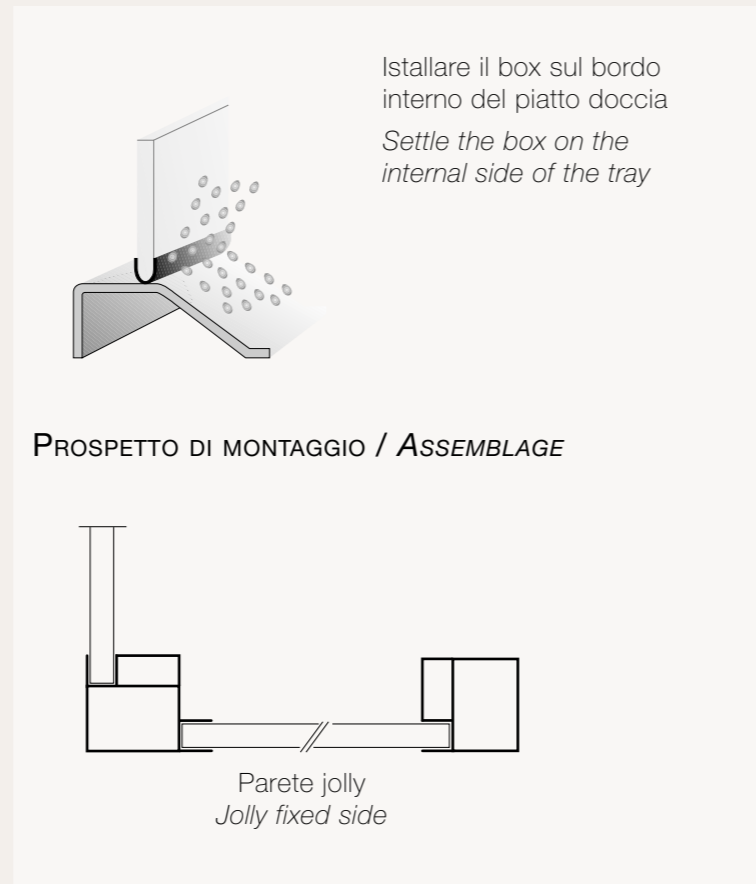 Istallare il box sul bordo
interno del piatto doccia
Settle the box on the
internal side of the tray
PROSPETTO DI MONTAGGIO / ASSEMBLAGE
Parete jolly
Jolly fixed side